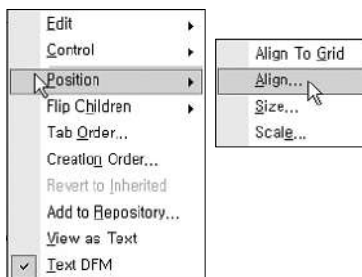 Edit
Control
Position
Flip Children
Tab Order...
Creation Order...
Revert to Inherited
Add to Repository...
View as Text
Text DFM
Align To Grid
Align...
Size...
Scale...